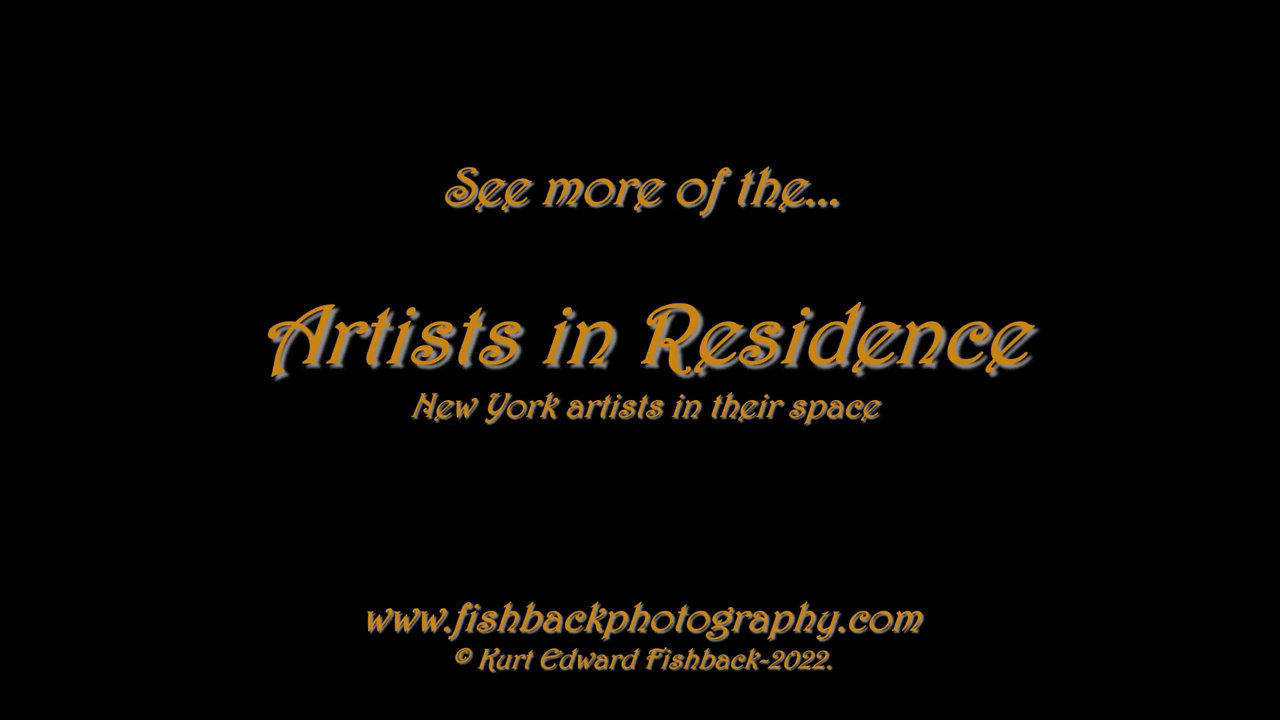 See more of the...
Artists in Residence
New York artists in their space
www.fishbackphotography.com
© Kurt Edward Fishback-2022.